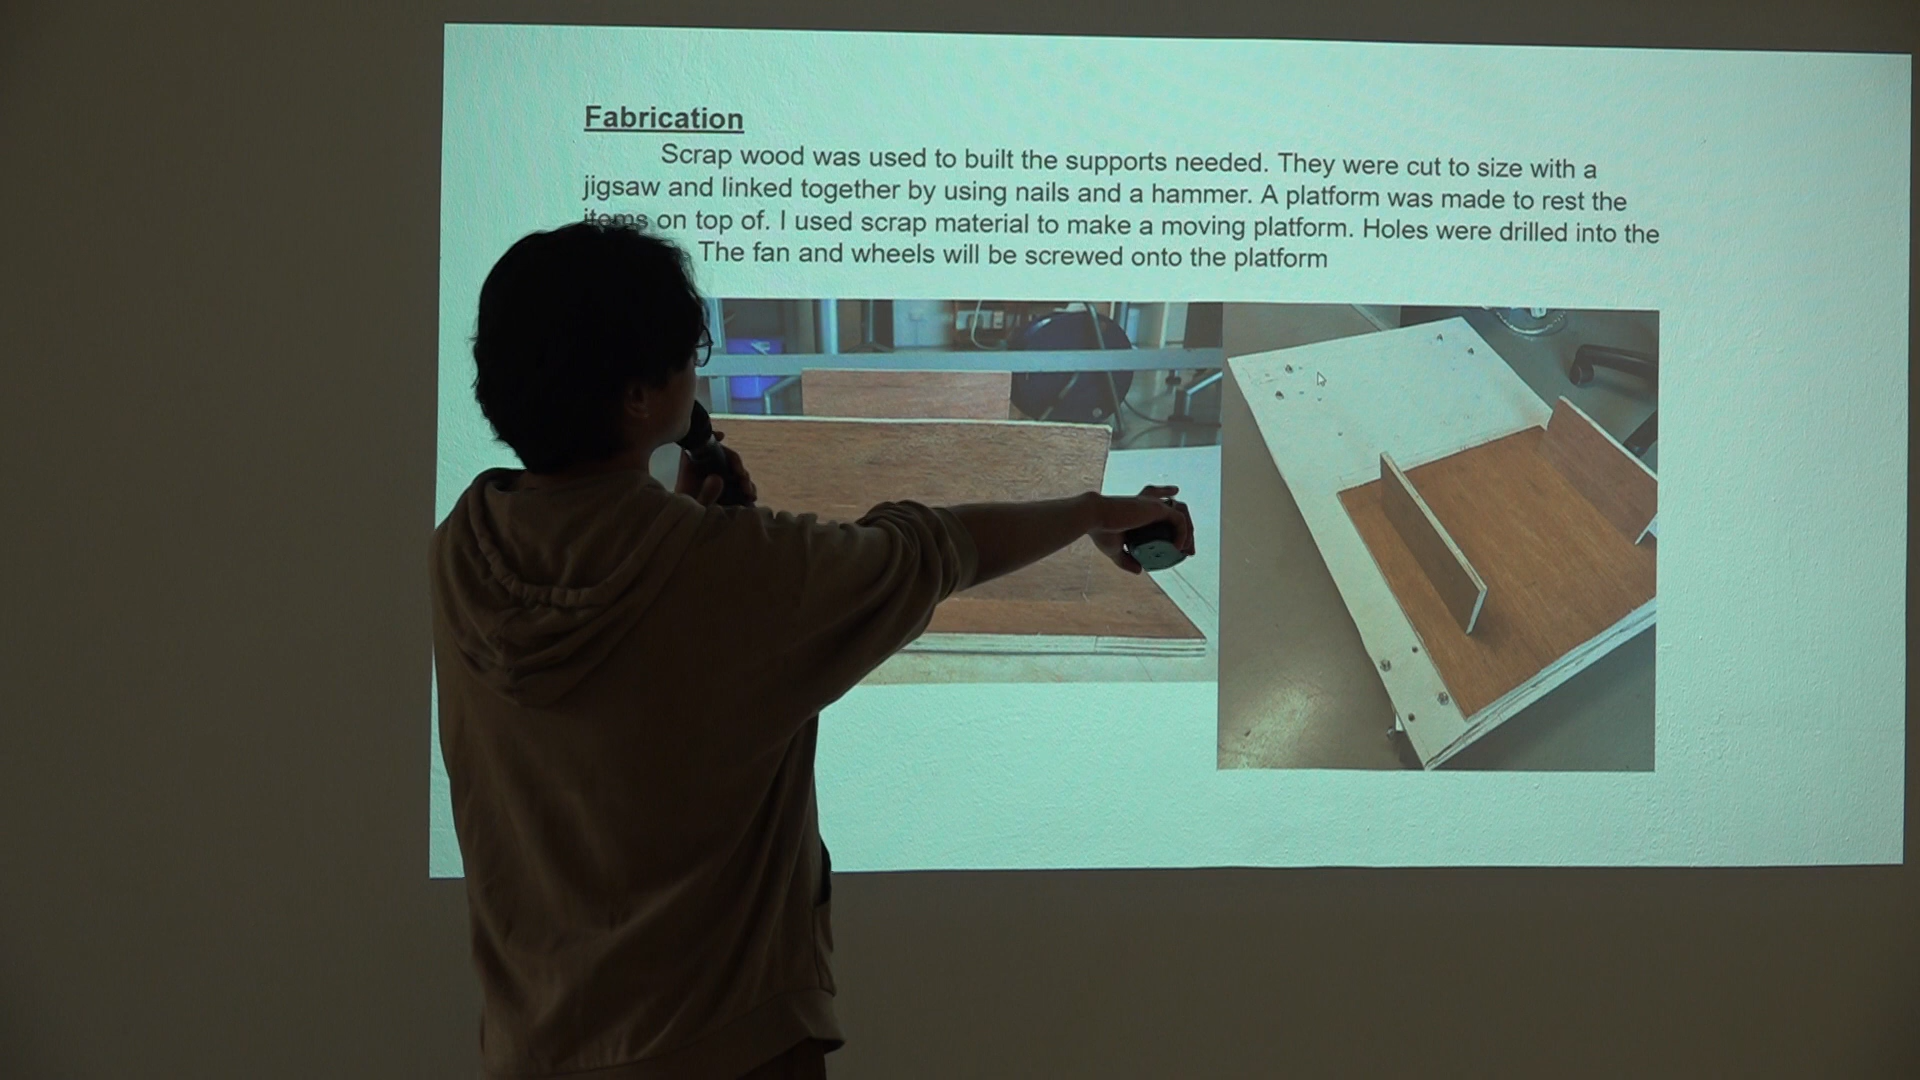 Fabrication
Scrap wood was used to built the supports needed. They were cut to size with a
jigsaw and linked together by using nails and a hammer. A platform was made to rest the
items on top of. I used scrap material to make a moving platform. Holes were drilled into the
The fan and wheels will be screwed onto the platform